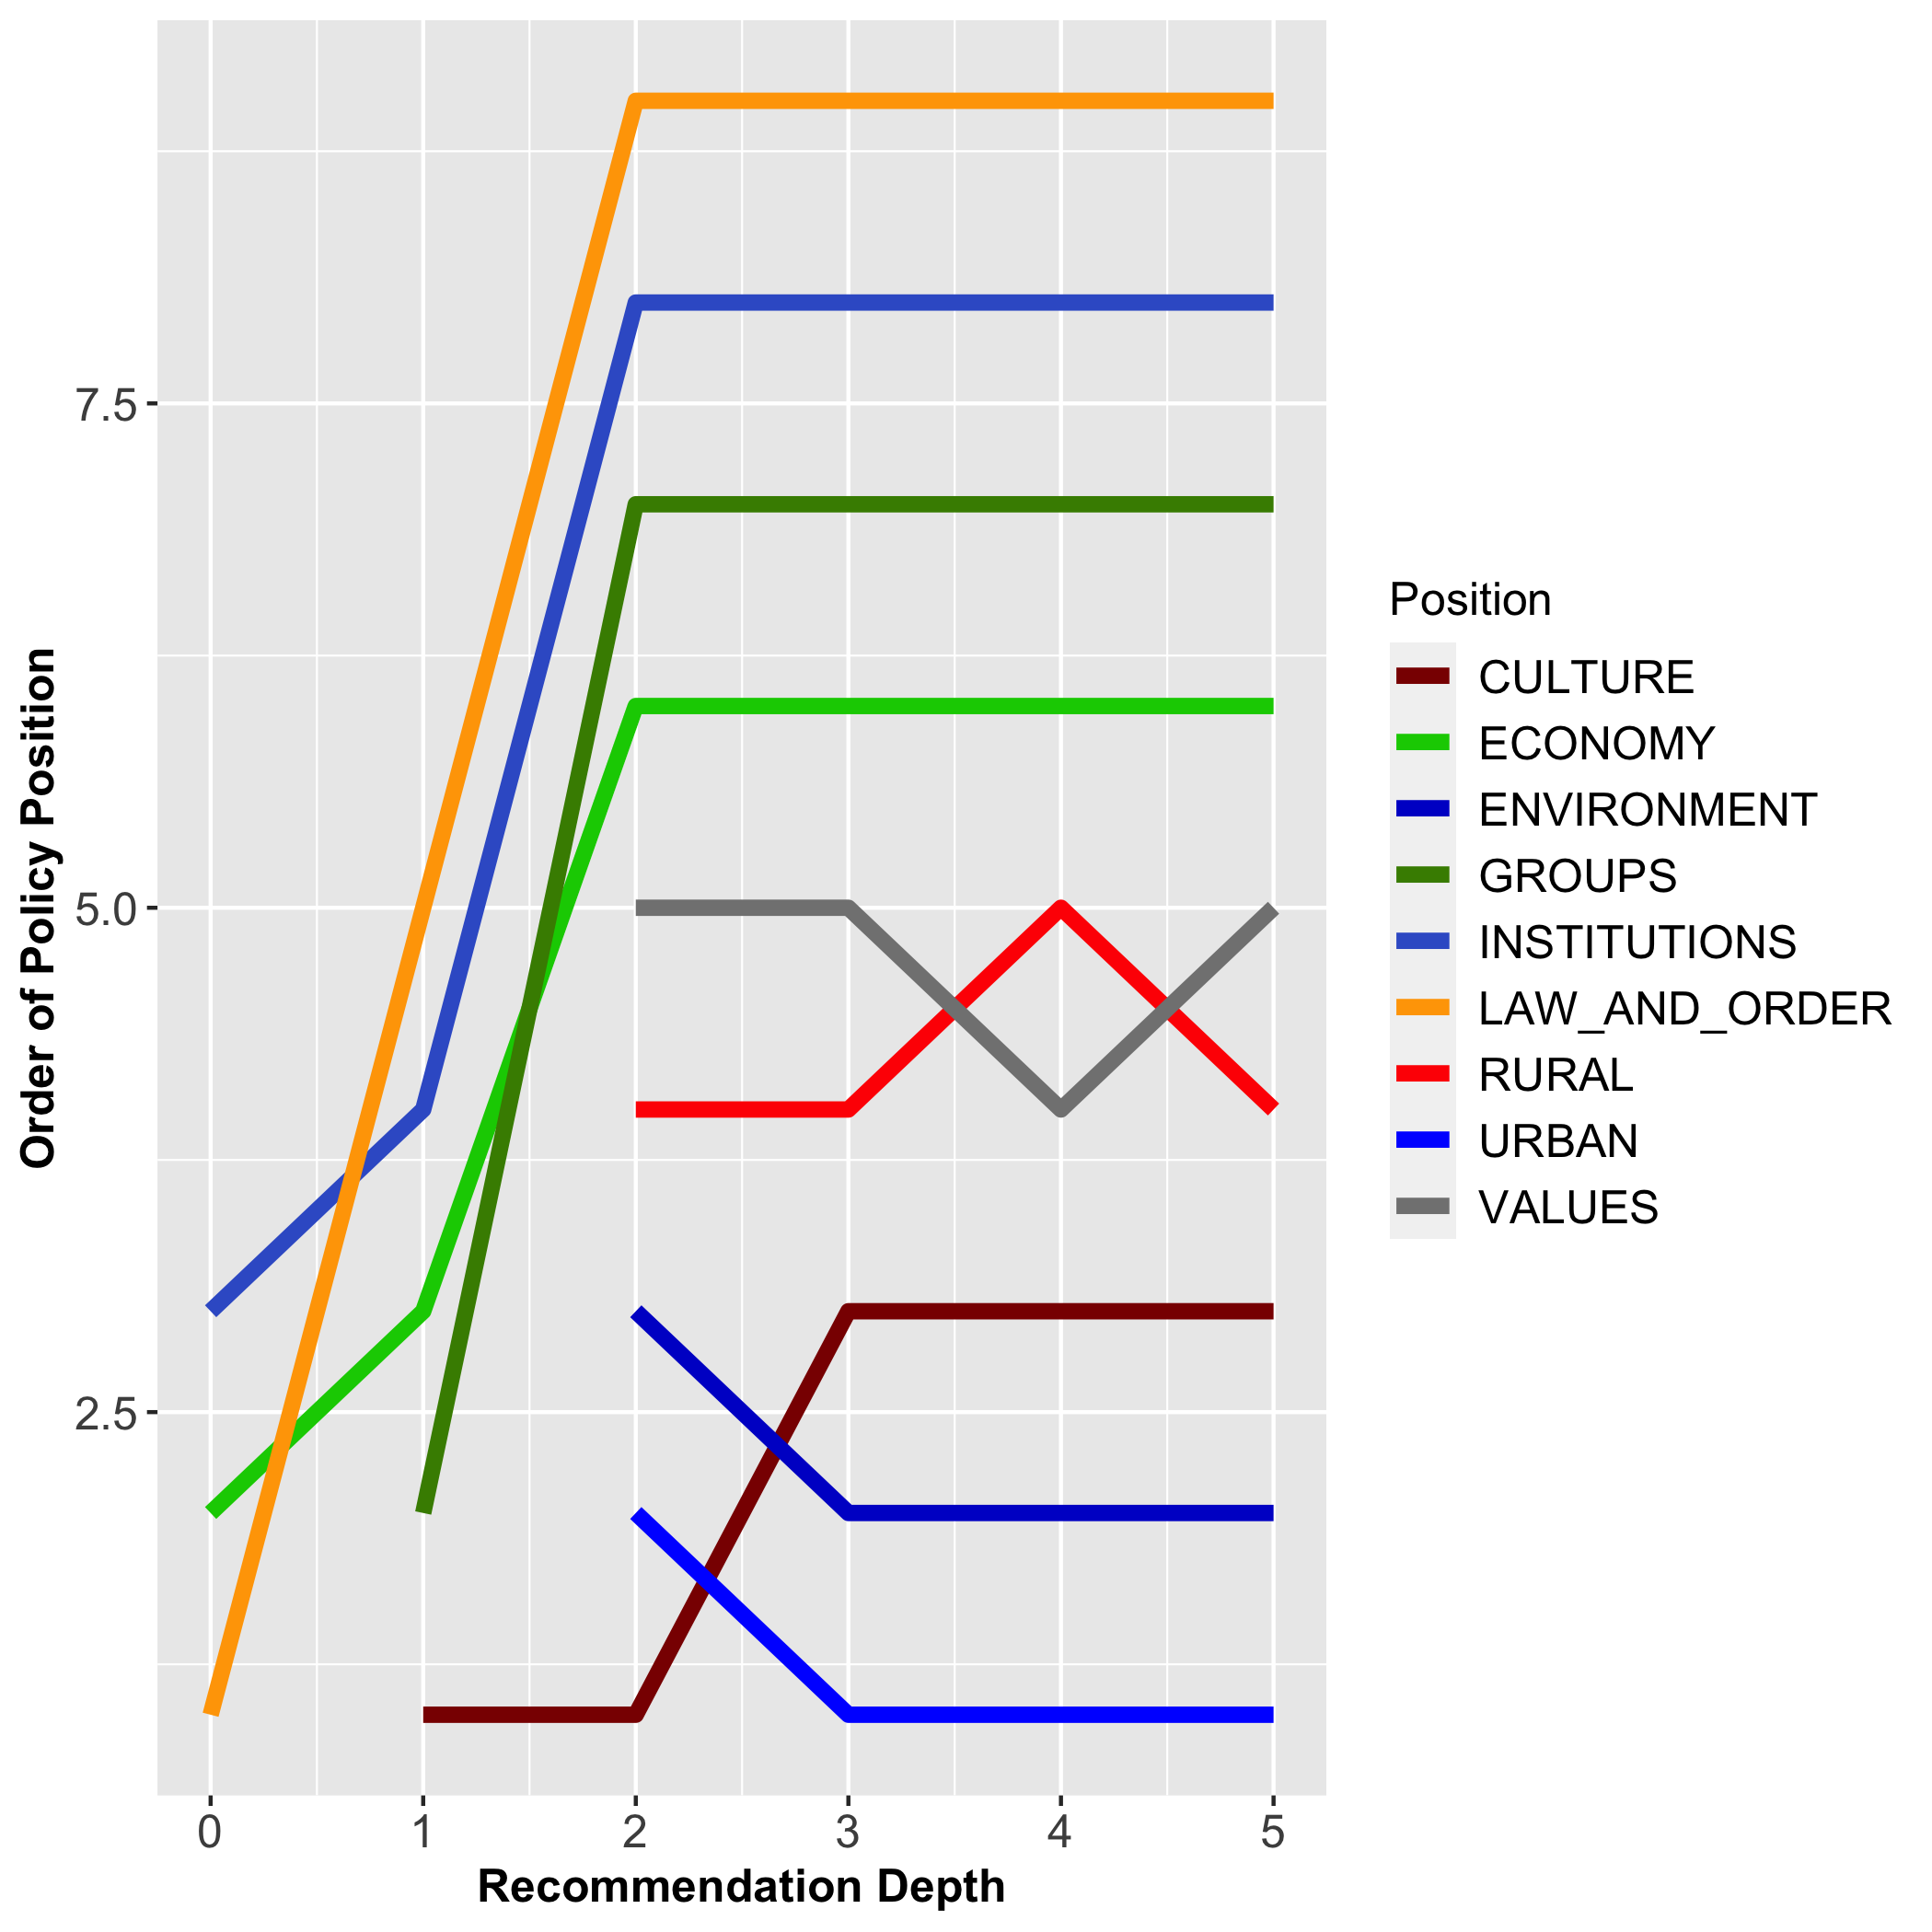 Order of Policy Position
7.5
5.0
2.5
0 1 2 3 4 5
Recommendation Depth
Position
CULTURE
ECONOMY
ENVIRONMENT
GROUPS
INSTITUTIONS
LAW_AND_ORDER
RURAL
URBAN
VALUES